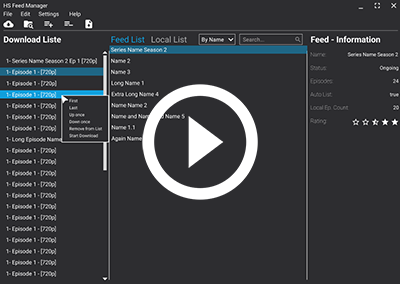 HS Feed Manager
File Edit Settings Help
Download Liste
1- Series Name Season 2 Ep 1 [720p]
1- Episode 1 - [720p]
1- Episode 1 - [720p]
1- Episode 1 - [720p]
1- Episode 1 - [720p]
1- Episode 1 - [720p]
1- Episode 1 - [720p]
1- Long Episode Name
1- Episode 1 - [720p]
1- Episode 1 - [720p]
1- Episode 1 - [720p]
1- Episode 1 - [720p]
1- Episode 1 - [720p]
1- Episode 1 - [720p]
1- Episode 1 - [720p]
1- Episode 1 - [720p]
1- Episode 1 - [720p]
1- Episode 1 - [720p]
1- Episode 1 - [720p]
1- Episode 1 - [720p]
First
Last
Up once
Down once
Remove from List
Start Download
Feed List Local List
By Name
Search...
Series Name Season 2
Name 2
Name 3
Long Name 1
Extra Long Name 4
Name Name 2
Name and Name and Name 5
Name 1.1
Again Name
Feed - Information
Name: Series Name Season 2
Status: Ongoing
Episodes: 24
Auto List: true
Local Ep. Count: 20
Rating: